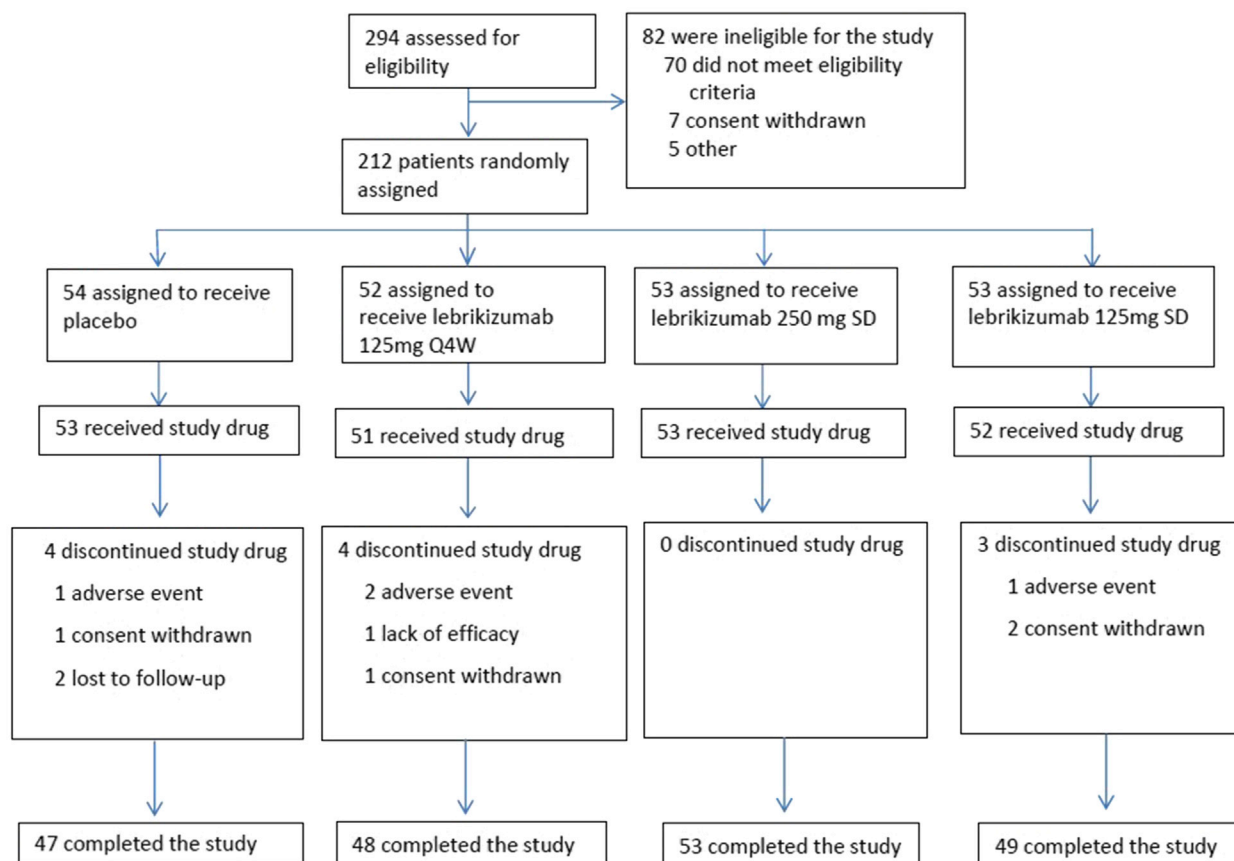 294 assessed for
eligibility
82 were ineligible for the study
70 did not meet eligibility
criteria
7 consent withdrawn
5 other
212 patients randomly
assigned
54 assigned to receive
placebo
52 assigned to
receive lebrikizumab
125mg Q4W
53 assigned to receive
lebrikizumab 250 mg SD
53 assigned to receive
lebrikizumab 125mg SD
53 received study drug
51 received study drug
53 received study drug
52 received study drug
4 discontinued study drug
1 adverse event
1 consent withdrawn
2 lost to follow-up
4 discontinued study drug
2 adverse event
1 lack of efficacy
1 consent withdrawn
0 discontinued study drug
3 discontinued study drug
1 adverse event
2 consent withdrawn
47 completed the study
48 completed the study
53 completed the study
49 completed the study